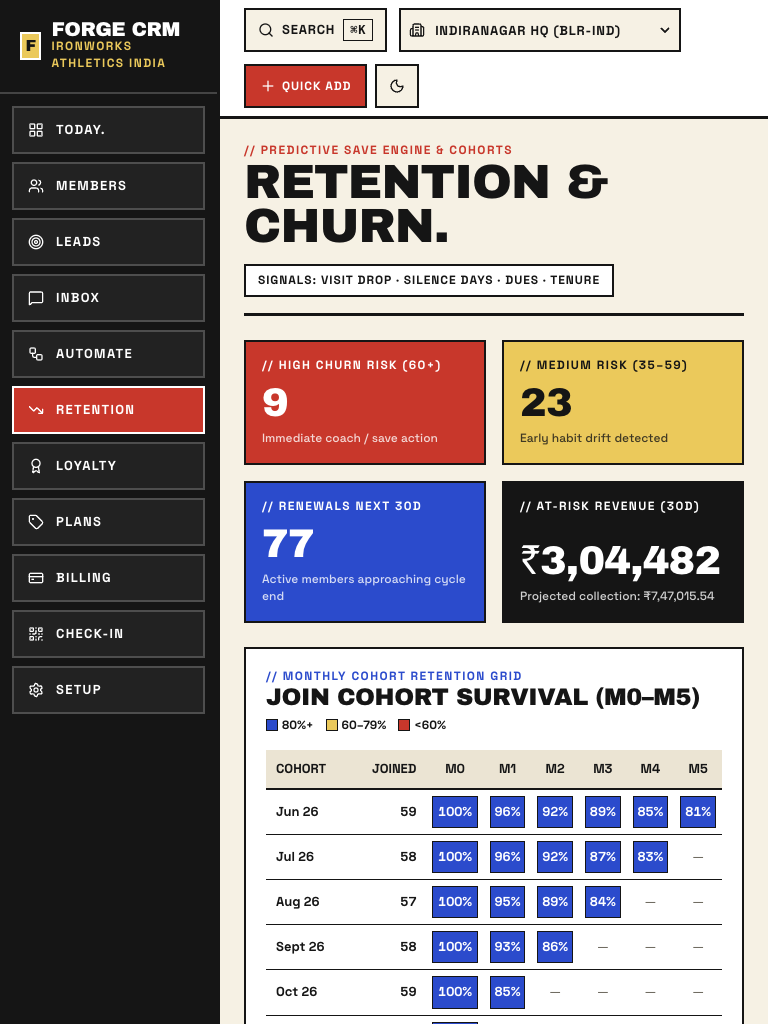 F
FORGE CRM
IRONWORKS
ATHLETICS INDIA
SEARCH ⌘K
INDIRANAGAR HQ (BLR-IND)
QUICK ADD
TODAY.
MEMBERS
LEADS
INBOX
AUTOMATE
RETENTION
LOYALTY
PLANS
BILLING
CHECK-IN
SETUP
// PREDICTIVE SAVE ENGINE & COHORTS
RETENTION &
CHURN.
SIGNALS: VISIT DROP · SILENCE DAYS · DUES · TENURE
// HIGH CHURN RISK (60+)
9
Immediate coach / save action
// MEDIUM RISK (35–59)
23
Early habit drift detected
// RENEWALS NEXT 30D
77
Active members approaching cycle
end
// AT-RISK REVENUE (30D)
₹3,04,482
Projected collection: ₹7,47,015.54
// MONTHLY COHORT RETENTION GRID
JOIN COHORT SURVIVAL (M0–M5)
80%+ 60–79% <60%
COHORT JOINED M0 M1 M2 M3 M4 M5
Jun 26 59 100% 96% 92% 89% 85% 81%
Jul 26 58 100% 96% 92% 87% 83% —
Aug 26 57 100% 95% 89% 84% — —
Sept 26 58 100% 93% 86% — — —
Oct 26 59 100% 85% — — — —